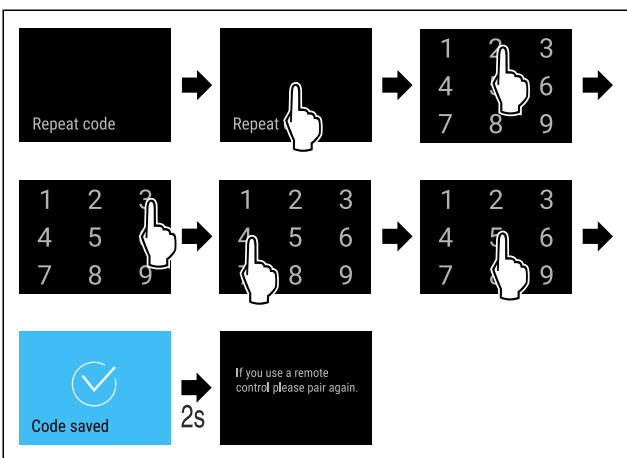 Repeat code
Repeat
1 2 3
4 6
7 8 9
1 2 3
4 5
7 8 9
1 2 3
4 5 6
7 8 9
1 2 3
4 5 6
7 9
Code saved
2s
If you use a remote
control please pair again.